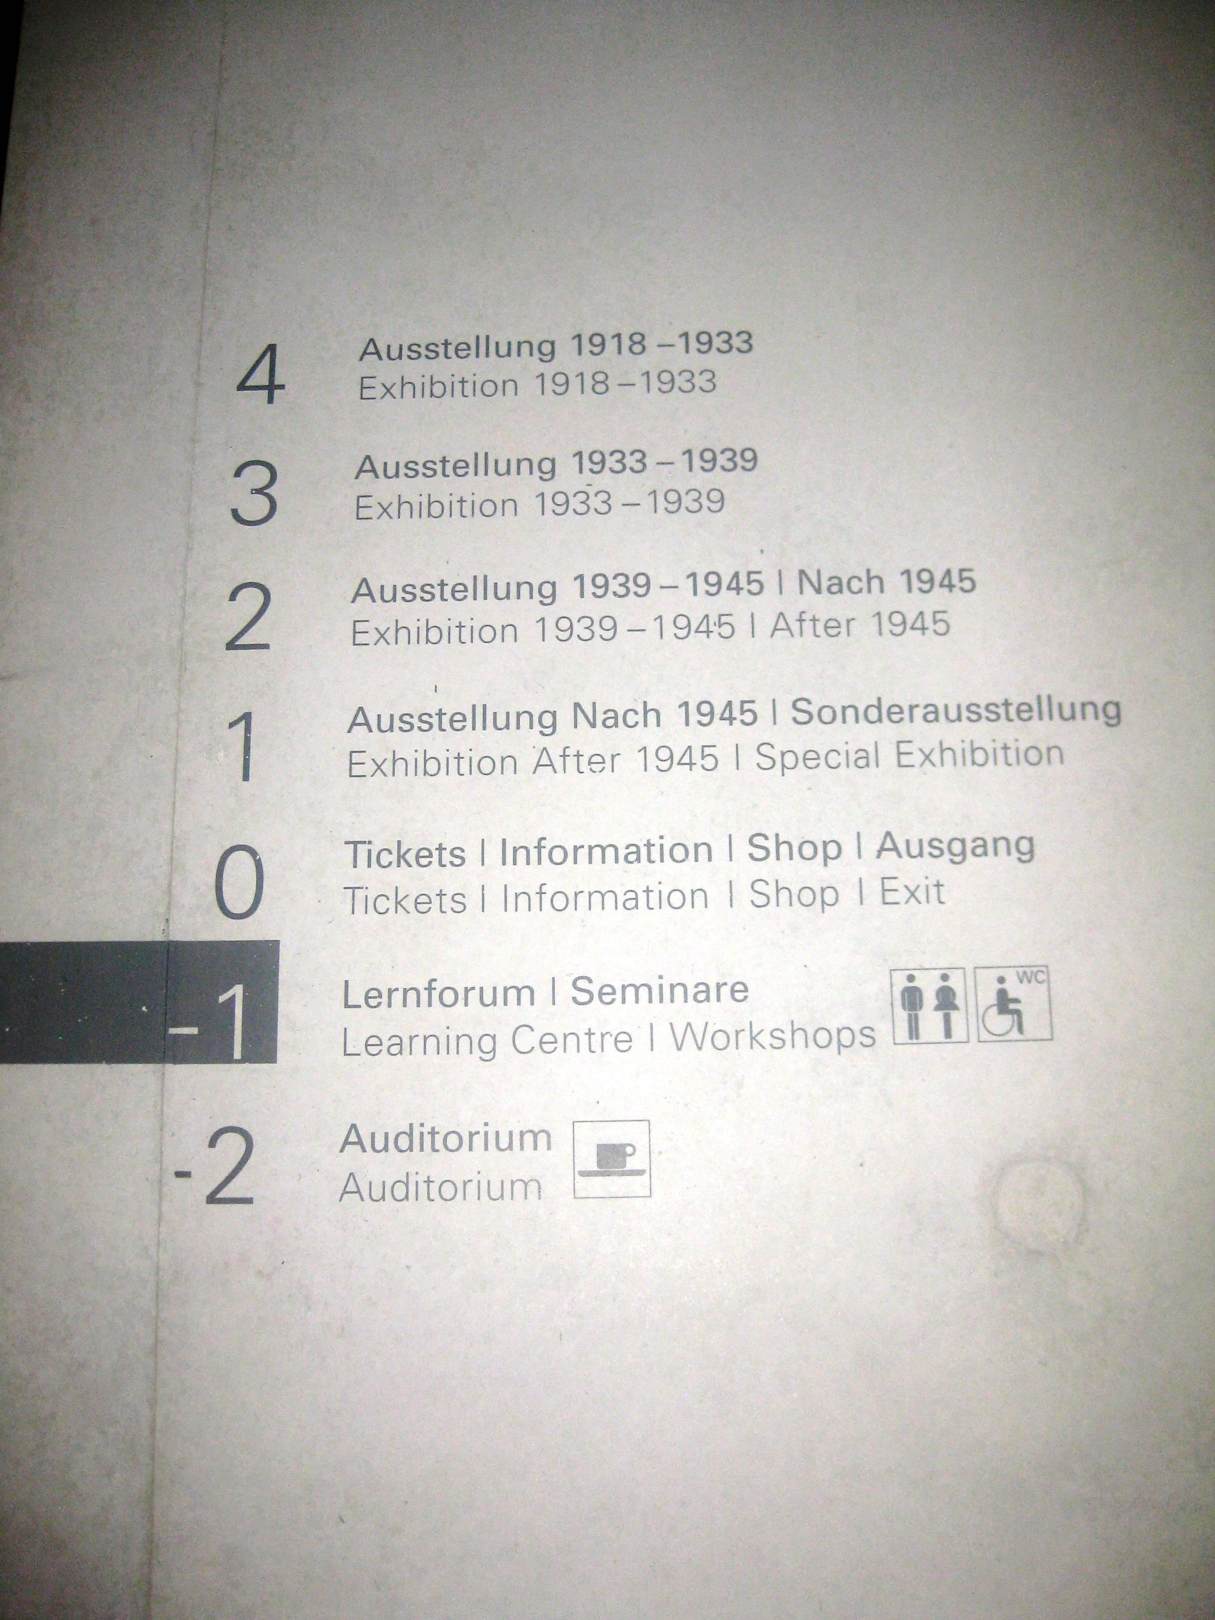 4 Ausstellung 1918 – 1933
Exhibition 1918 – 1933
3 Ausstellung 1933 – 1939
Exhibition 1933 – 1939
2 Ausstellung 1939 – 1945 | Nach 1945
Exhibition 1939 – 1945 | After 1945
1 Ausstellung Nach 1945 | Sonderausstellung
Exhibition After 1945 | Special Exhibition
0 Tickets | Information | Shop | Ausgang
Tickets | Information | Shop | Exit
–1 Lernforum | Seminare
Learning Centre | Workshops
WC
-2 Auditorium
Auditorium